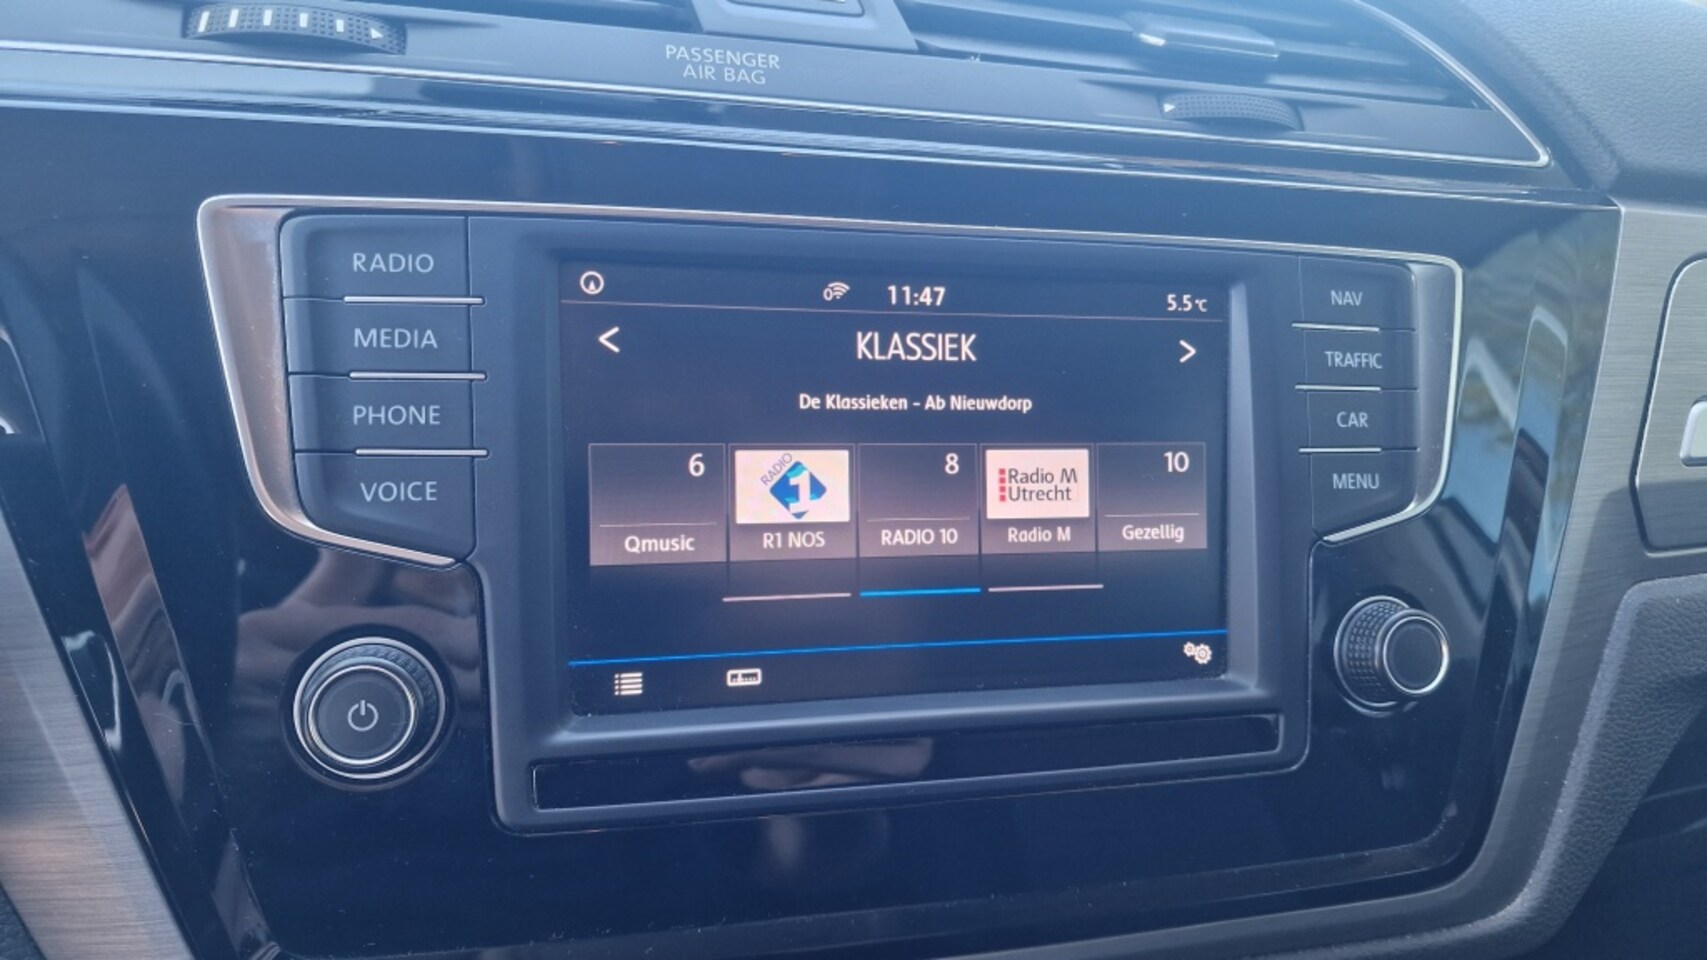 PASSENGER
AIR BAG
RADIO
MEDIA
PHONE
VOICE
NAV
TRAFFIC
CAR
MENU
0 11:47 5.5°C
< KLASSIEK >
De Klassieken - Ab Nieuwdorp
6 8 10
RADIO
1
Radio M
Utrecht
Qmusic R1 NOS RADIO 10 Radio M Gezellig